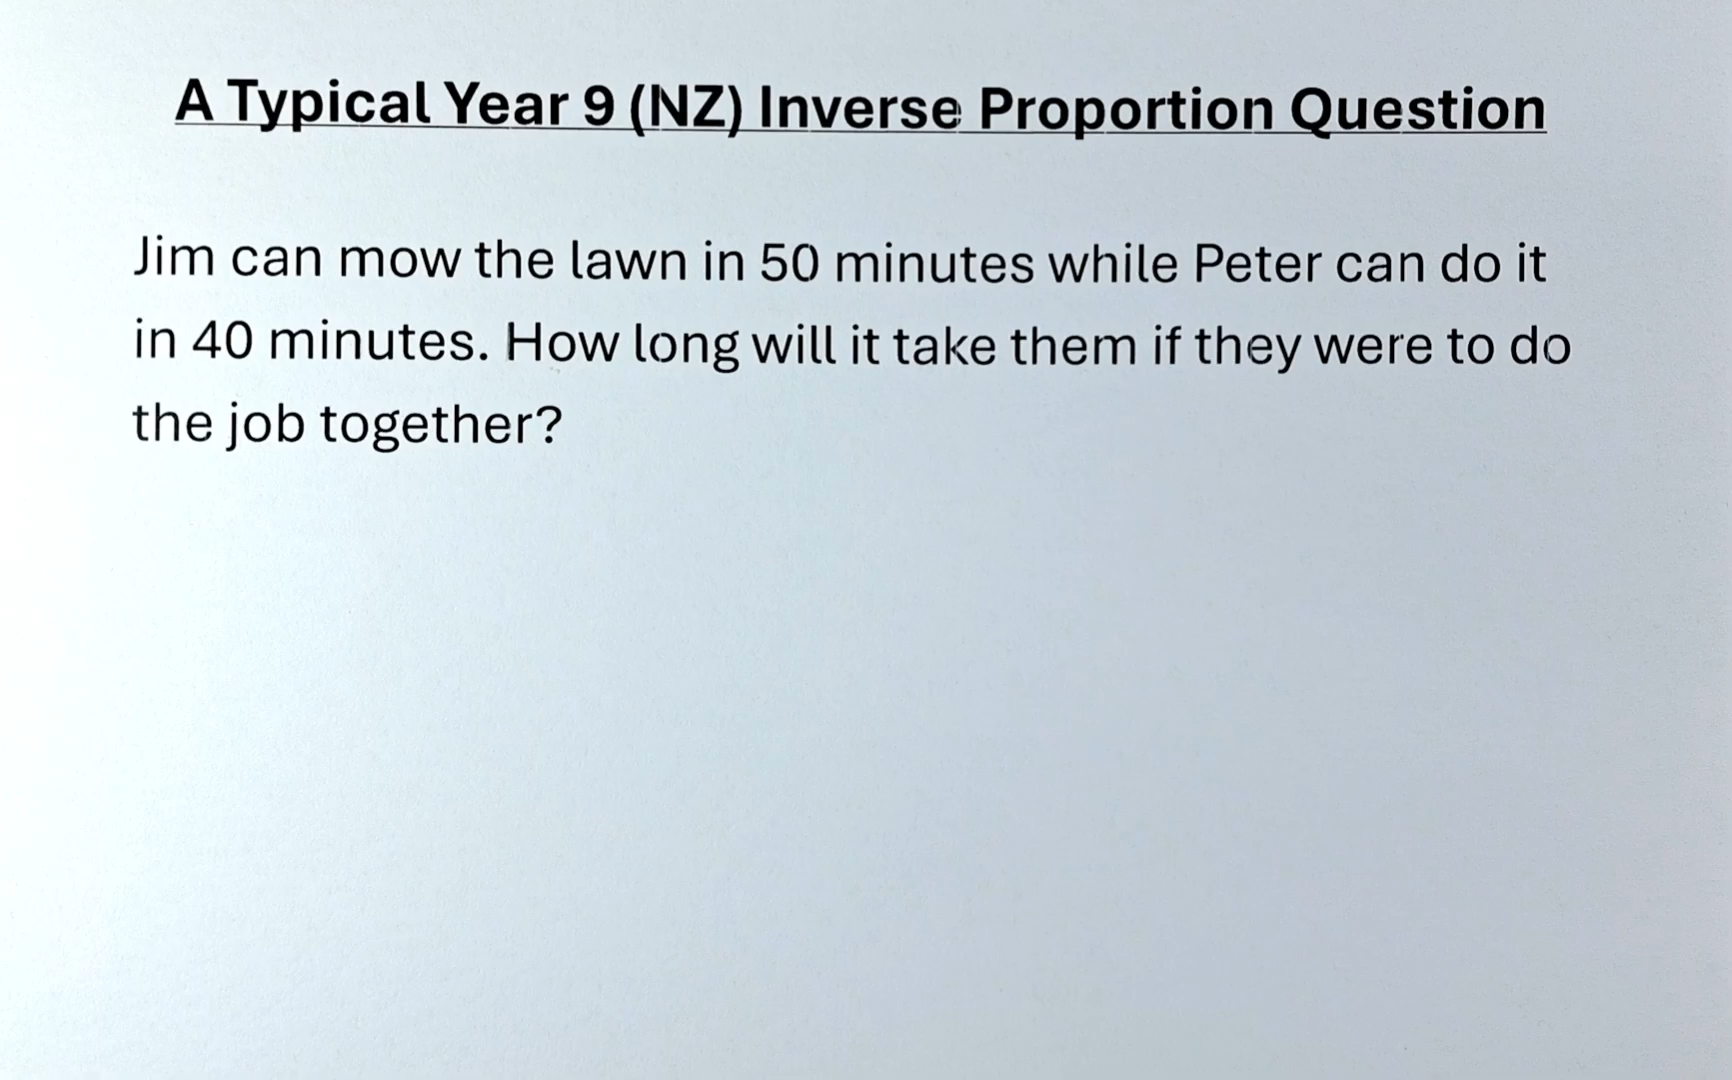 A Typical Year 9 (NZ) Inverse Proportion Question
Jim can mow the lawn in 50 minutes while Peter can do it
in 40 minutes. How long will it take them if they were to do
the job together?